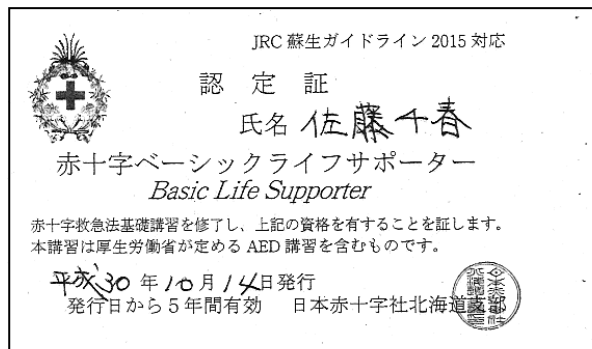 JRC 蘇生ガイドライン 2015 対応
認 定 証
氏名 佐藤千春
赤十字ベーシックライフサポーター
Basic Life Supporter
赤十字救急法基礎講習を修了し、上記の資格を有することを証します。
本講習は厚生労働省が定める AED 講習を含むものです。
平成30 年10 月14日発行
発行日から 5 年間有効 日本赤十字社北海道支部